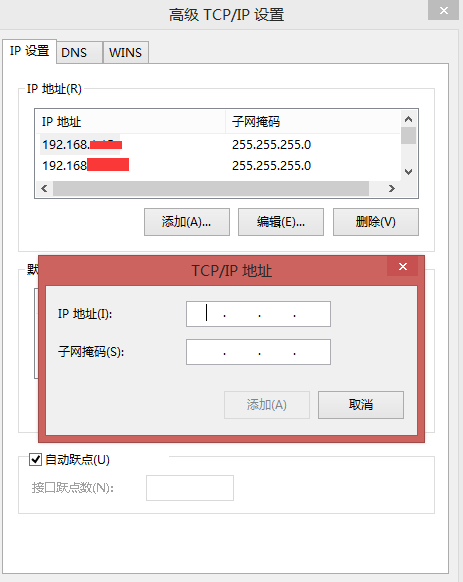 高级 TCP/IP 设置
IP 设置 DNS WINS
IP 地址(R)
IP 地址 子网掩码
192.168. 255.255.255.0
192.168 255.255.255.0
添加(A)... 编辑(E)... 删除(V)
TCP/IP 地址
IP 地址(I): . . .
子网掩码(S): . . .
添加(A) 取消
自动跃点(U)
接口跃点数(N):